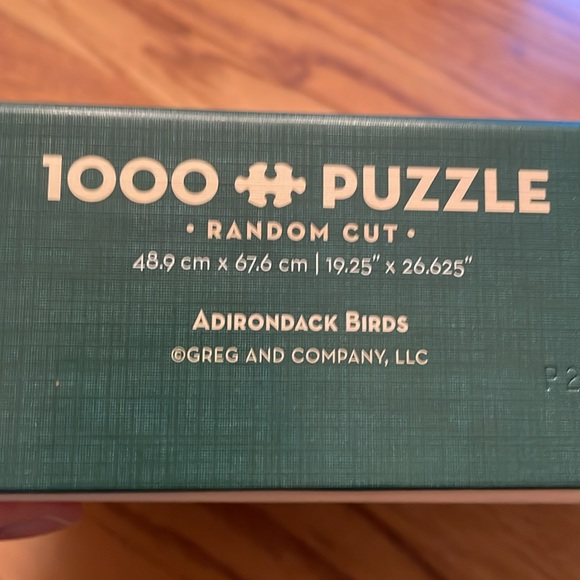 1000 PUZZLE
• RANDOM CUT •
48.9 cm x 67.6 cm | 19.25" x 26.625"
ADIRONDACK BIRDS
©GREG AND COMPANY, LLC
P2